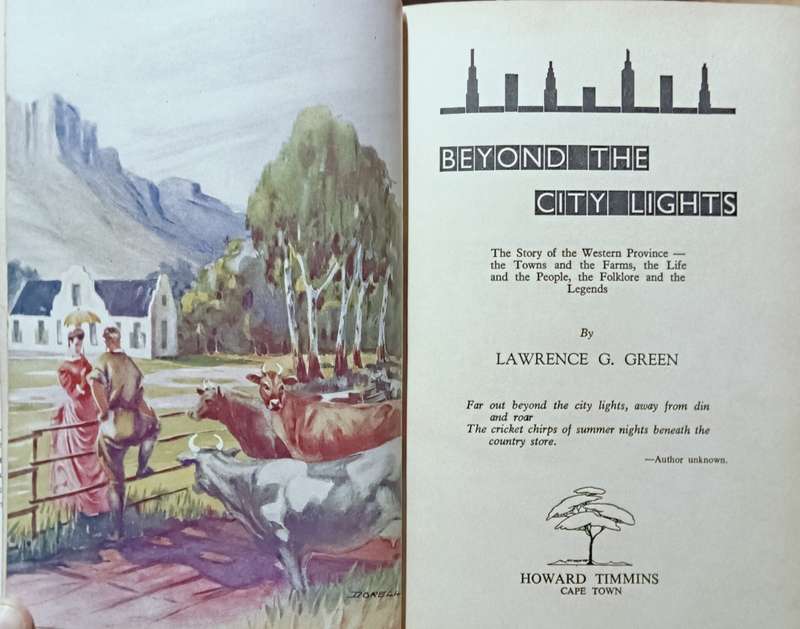 BEYOND THE
CITY LIGHTS
The Story of the Western Province —
the Towns and the Farms, the Life
and the People, the Folklore and the
Legends
By
LAWRENCE G. GREEN
Far out beyond the city lights, away from din
and roar
The cricket chirps of summer nights beneath the
country store.
—Author unknown.
HOWARD TIMMINS
CAPE TOWN